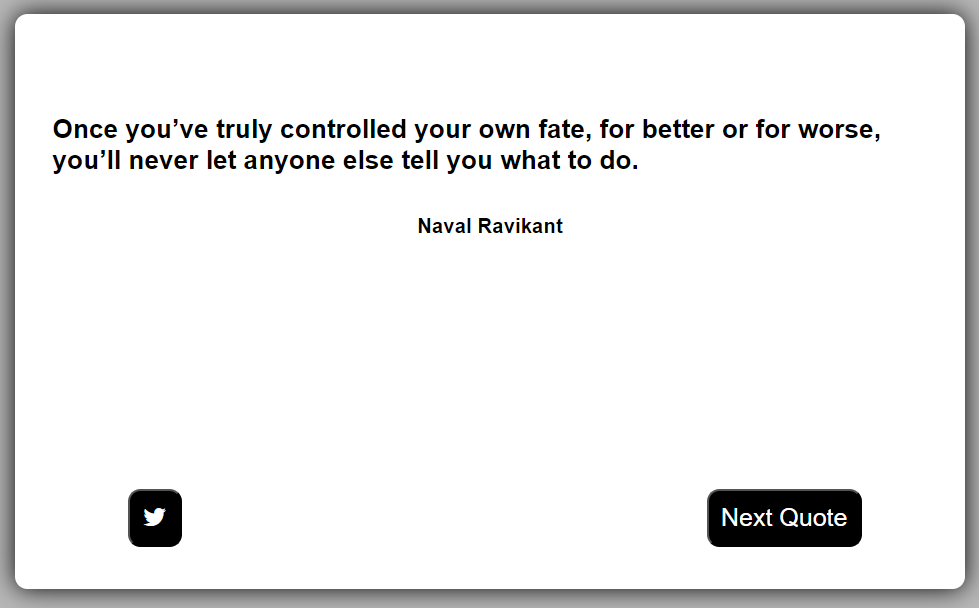 Once you’ve truly controlled your own fate, for better or for worse,
you’ll never let anyone else tell you what to do.
Naval Ravikant
Next Quote